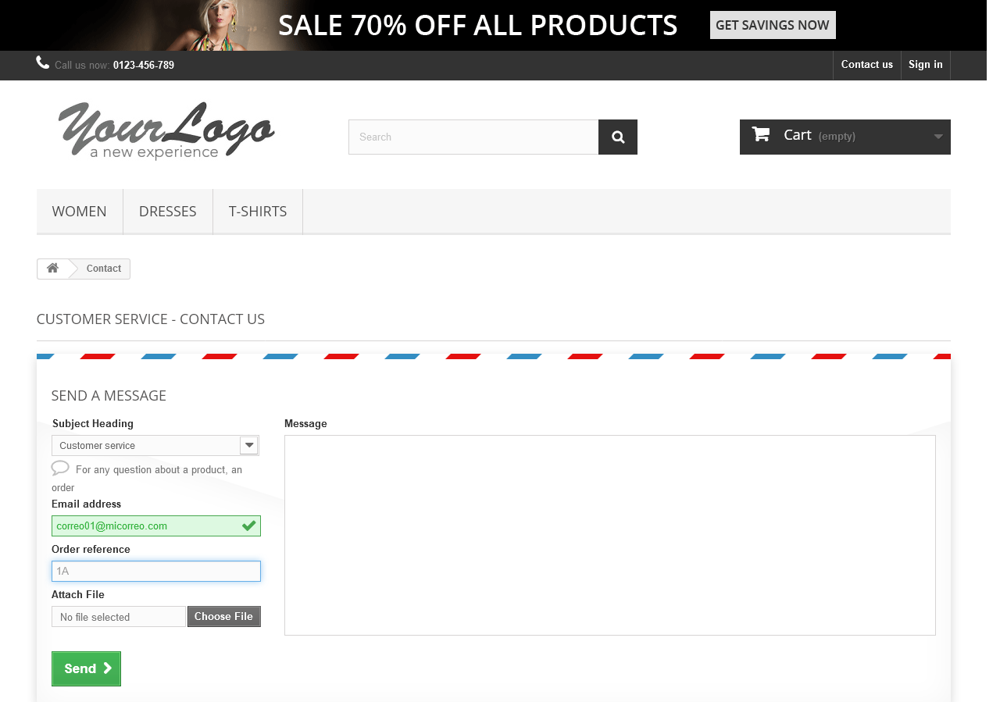 SALE 70% OFF ALL PRODUCTS GET SAVINGS NOW
Call us now: 0123-456-789 Contact us Sign in
YourLogo
a new experience
Search
Cart (empty)
WOMEN DRESSES T-SHIRTS
Contact
CUSTOMER SERVICE - CONTACT US
SEND A MESSAGE
Subject Heading
Customer service
For any question about a product, an
order
Email address
correo01@micorreo.com
Order reference
1A
Attach File
No file selected Choose File
Message
Send